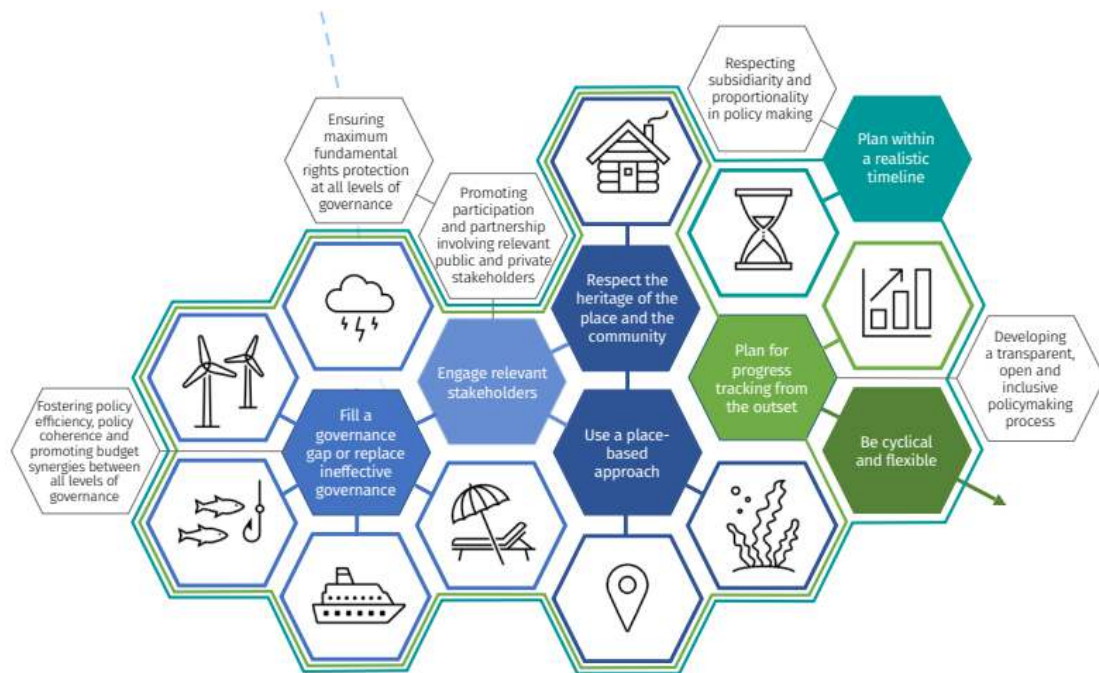 Respecting
subsidiarity and
proportionality
in policy making
Plan within
a realistic
timeline
Ensuring
maximum
fundamental
rights protection
at all levels of
governance
Promoting
participation
and partnership
involving relevant
public and private
stakeholders
Respect the
heritage of the
place and the
community
Engage relevant
stakeholders
Plan for
progress
tracking from
the outset
Developing
a transparent,
open and
inclusive
policymaking
process
Fostering policy
efficiency, policy
coherence and
promoting budget
synergies between
all levels of
governance
Fill a
governance
gap or replace
ineffective
governance
Use a place-
based
approach
Be cyclical
and flexible